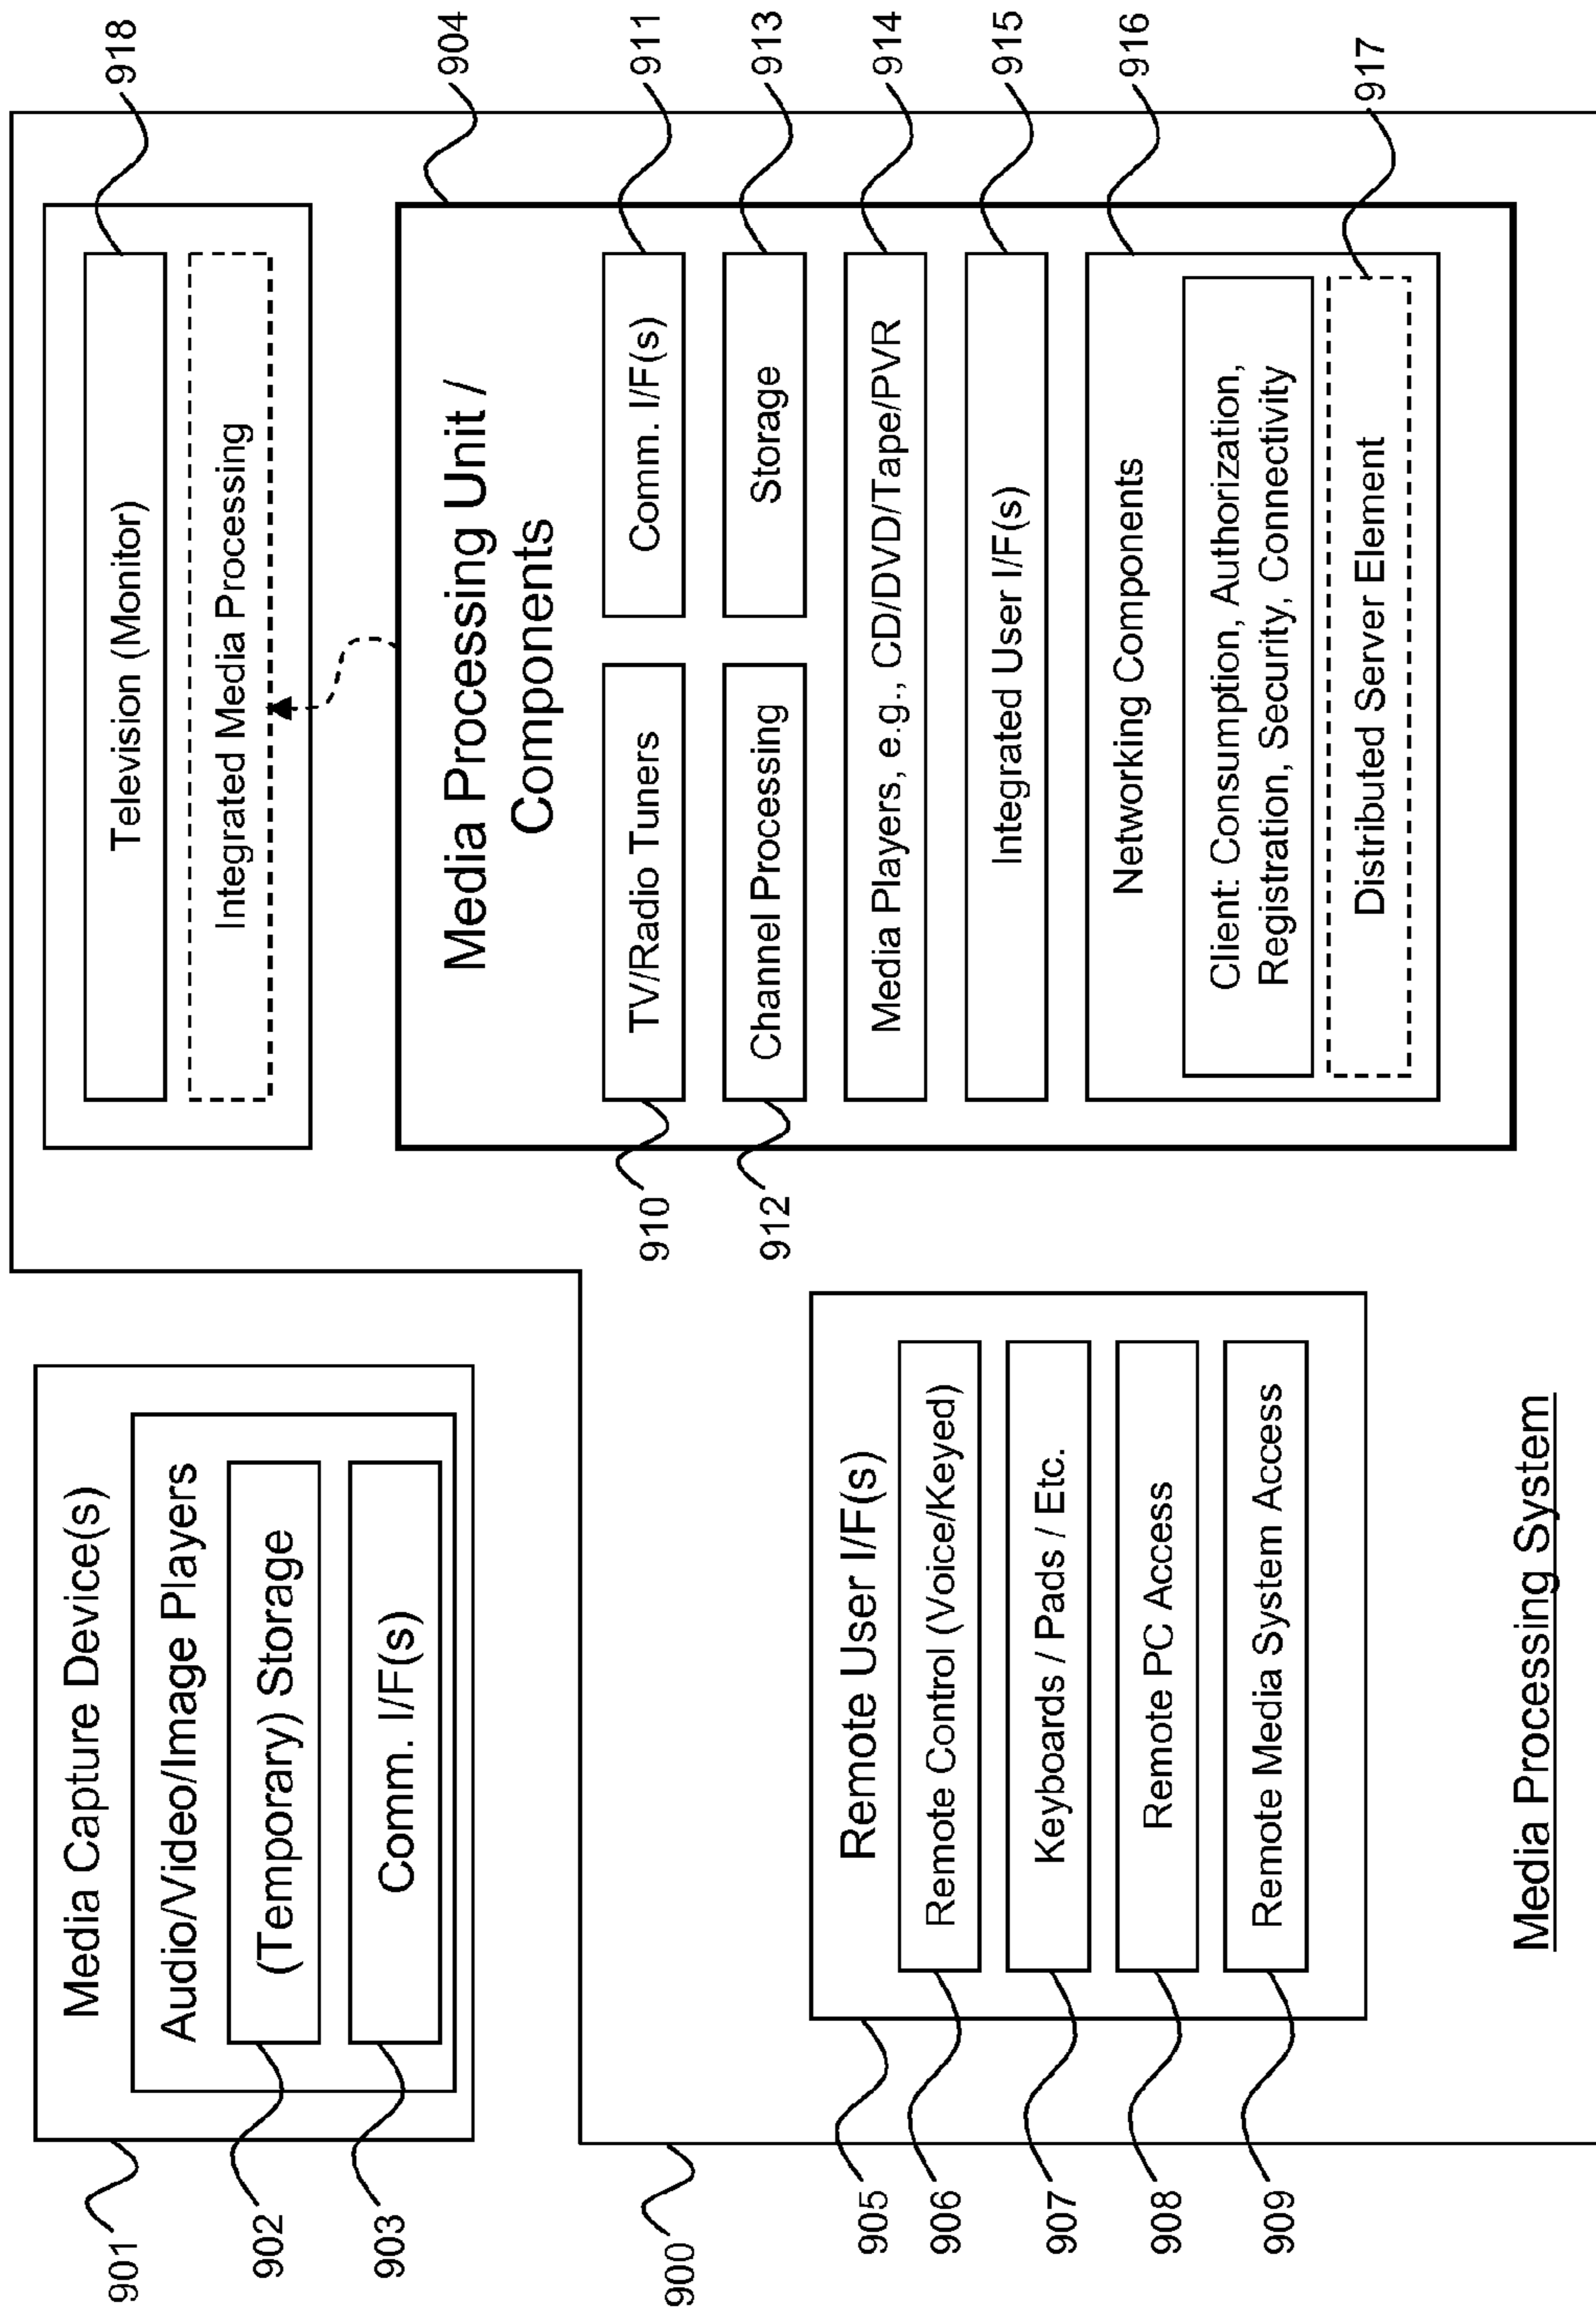 901
Media Capture Device(s)
Audio/Video/Image Players
902
(Temporary) Storage
903
Comm. I/F(s)
900
905
Remote User I/F(s)
906
Remote Control (Voice/Keyed)
907
Keyboards / Pads / Etc.
908
Remote PC Access
909
Remote Media System Access
Media Processing System
Television (Monitor)
918
Integrated Media Processing
904
Media Processing Unit /
Components
910
TV/Radio Tuners
Comm. I/F(s)
911
912
Channel Processing
Storage
913
Media Players, e.g., CD/DVD/Tape/PVR
914
Integrated User I/F(s)
915
Networking Components
916
Client: Consumption, Authorization,
Registration, Security, Connectivity
Distributed Server Element
917